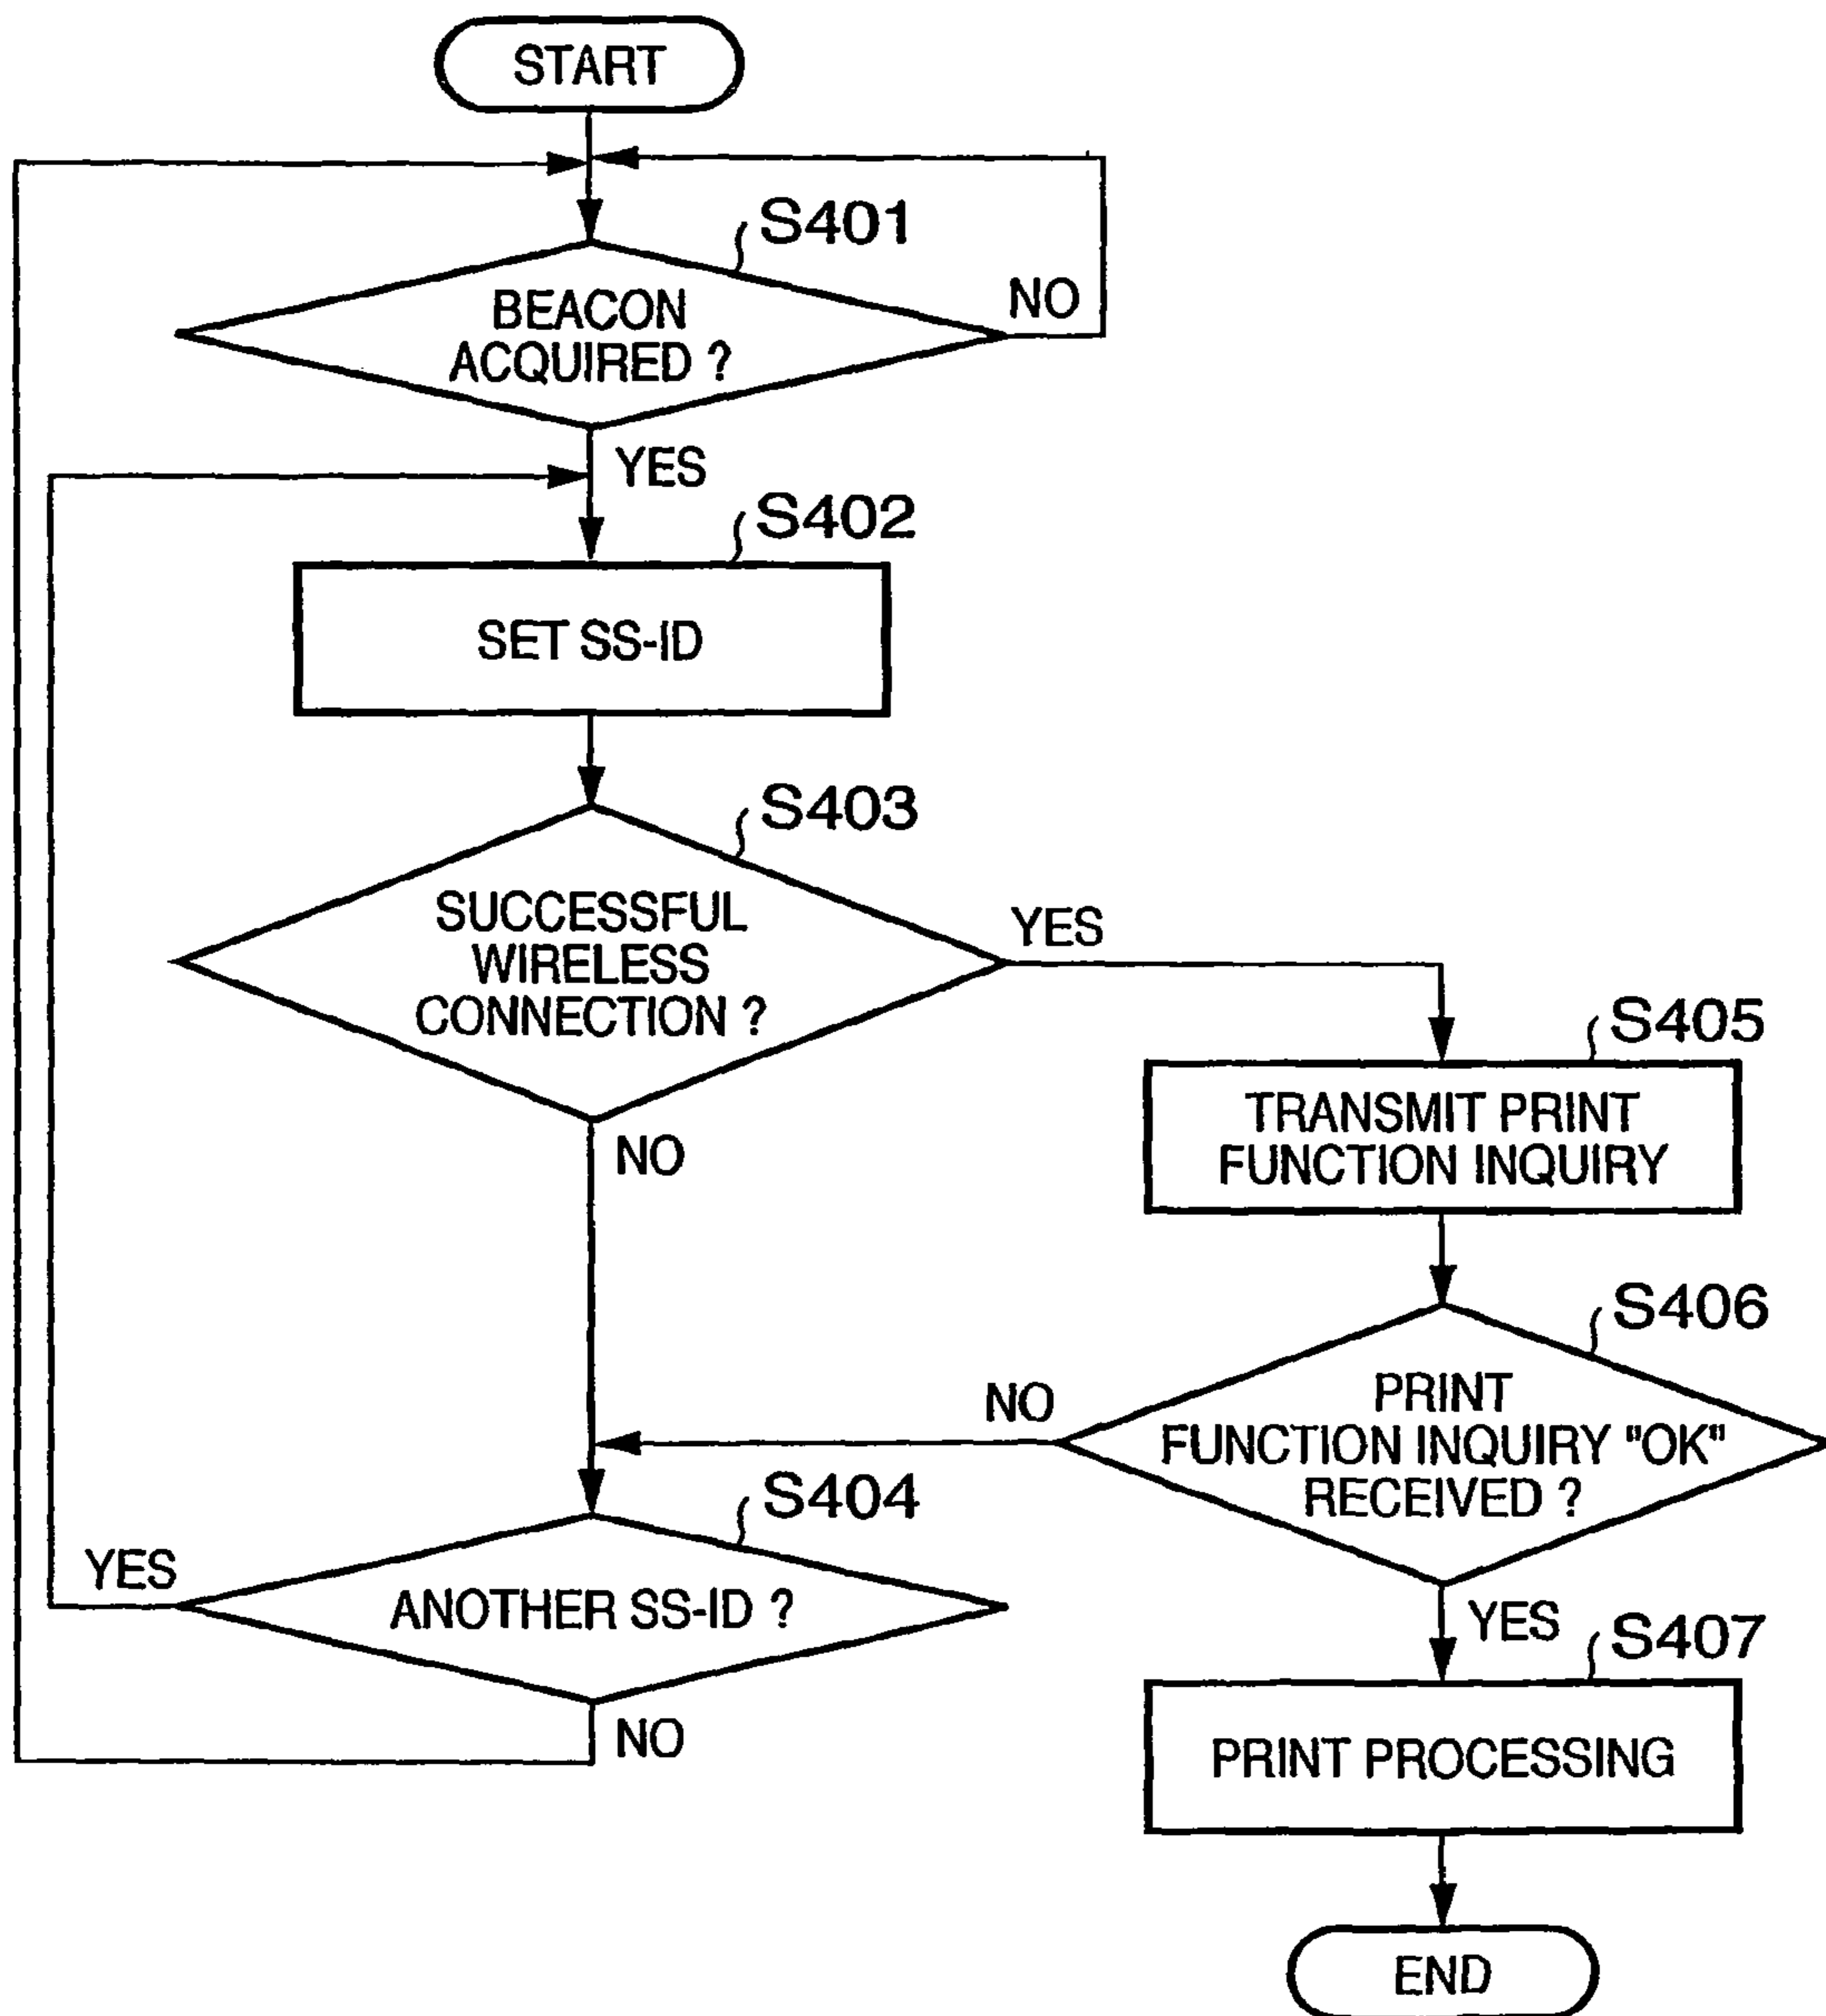 START
S401
BEACON
ACQUIRED ?
NO
YES
S402
SET SS-ID
S403
SUCCESSFUL
WIRELESS
CONNECTION ?
YES
NO
S405
TRANSMIT PRINT
FUNCTION INQUIRY
S406
PRINT
FUNCTION INQUIRY "OK"
RECEIVED ?
NO
YES
S404
ANOTHER SS-ID ?
YES
NO
S407
PRINT PROCESSING
END